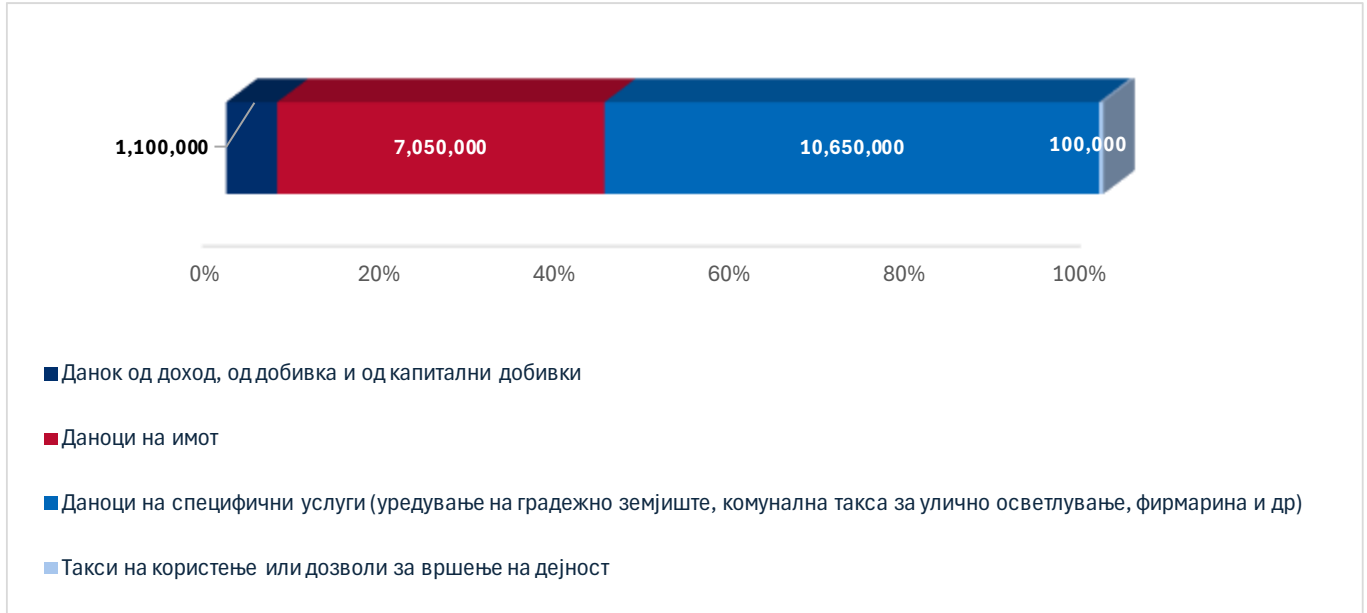 1,100,000 7,050,000 10,650,000 100,000
0% 20% 40% 60% 80% 100%
Данок од доход, од добивка и од капитални добивки
Даноци на имот
Даноци на специфични услуги (уредување на градежно земјиште, комунална такса за улично осветлување, фирмарина и др)
Такси на користење или дозволи за вршење на дејност